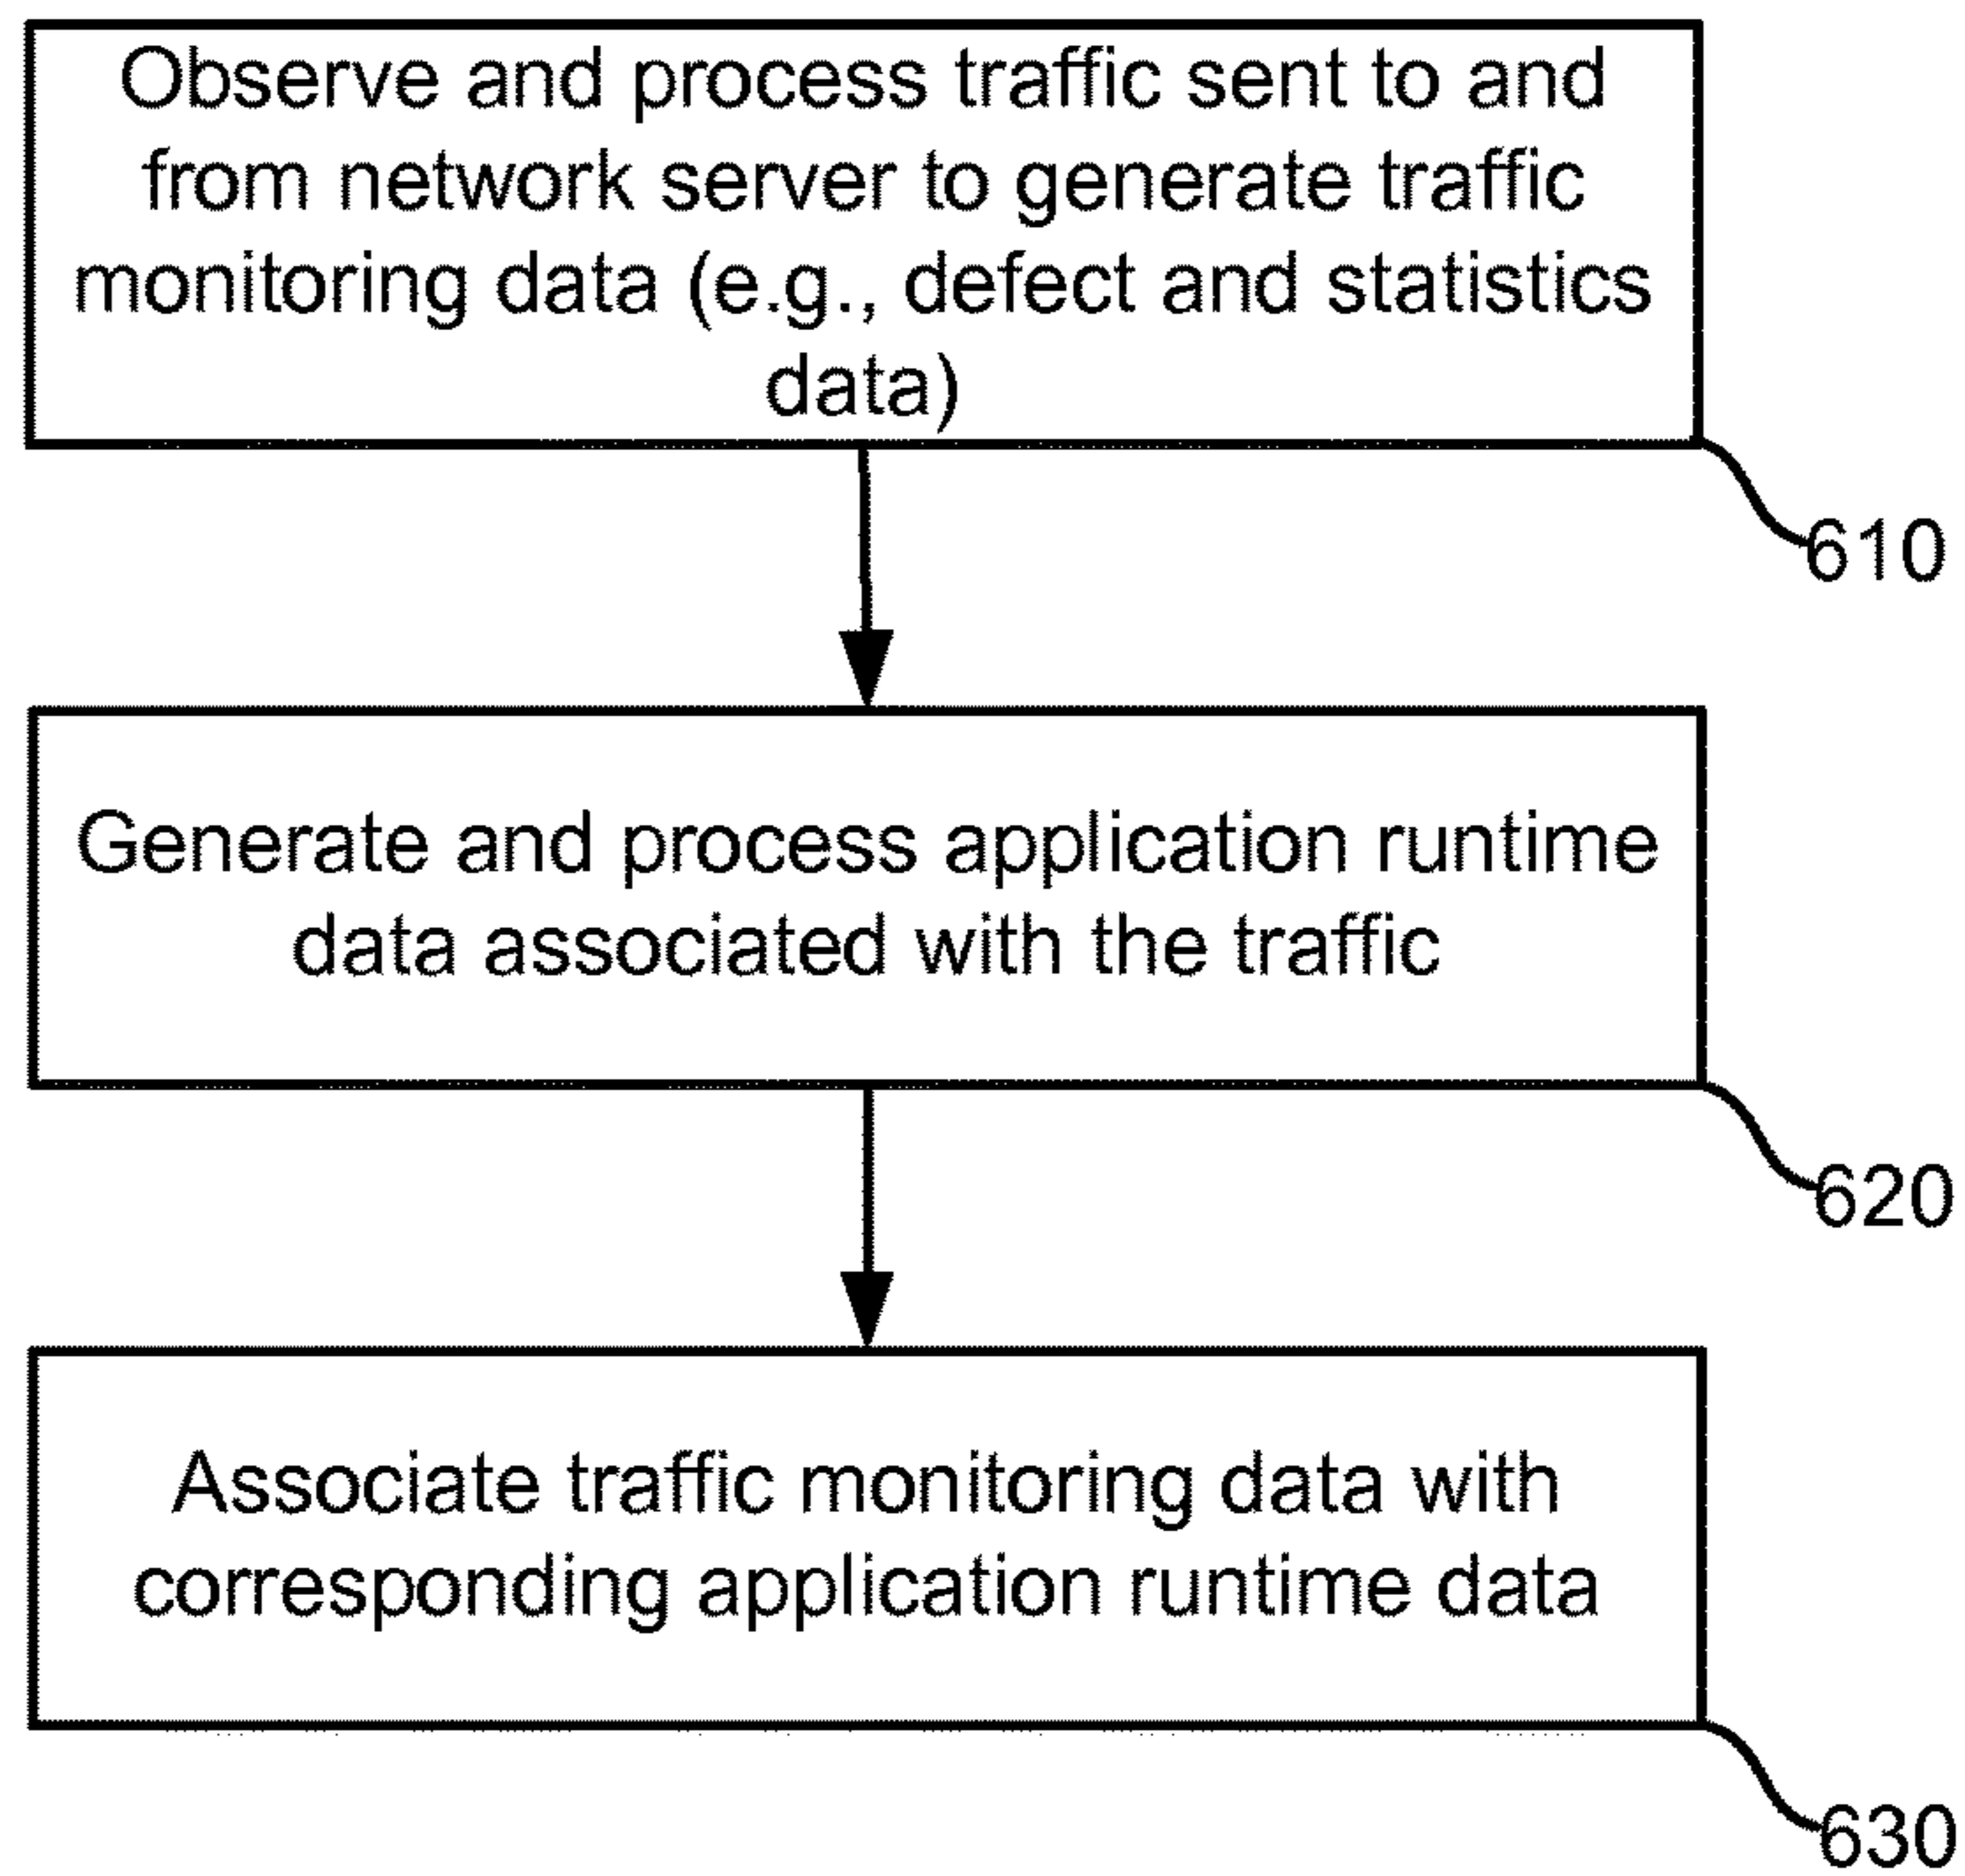 Observe and process traffic sent to and
from network server to generate traffic
monitoring data (e.g., defect and statistics
data)
610
Generate and process application runtime
data associated with the traffic
620
Associate traffic monitoring data with
corresponding application runtime data
630